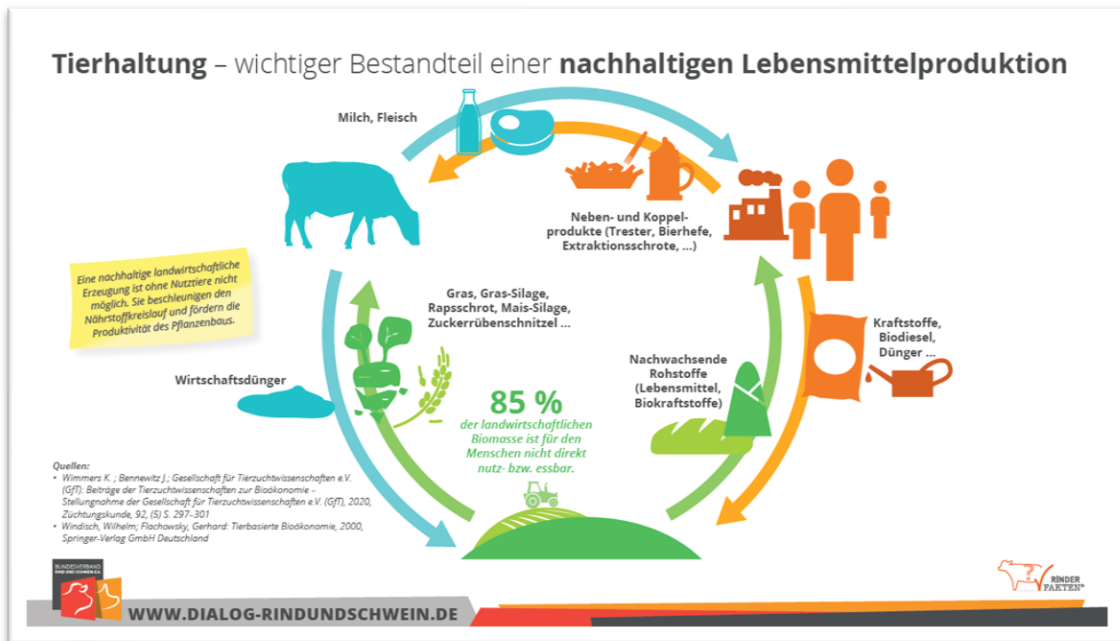 Tierhaltung – wichtiger Bestandteil einer nachhaltigen Lebensmittelproduktion
Milch, Fleisch
Neben- und Koppel-
produkte (Trester, Bierhefe,
Extraktionsschrote, ...)
Eine nachhaltige landwirtschaftliche
Erzeugung ist ohne Nutztiere nicht
möglich. Sie beschleunigen den
Nährstoffkreislauf und fördern die
Produktivität des Pflanzenbaus.
Gras, Gras-Silage,
Rapsschrot, Mais-Silage,
Zuckerrübenschnitzel ...
Kraftstoffe,
Biodiesel,
Dünger ...
Nachwachsende
Rohstoffe
(Lebensmittel,
Biokraftstoffe)
Wirtschaftsdünger
85 %
der landwirtschaftlichen
Biomasse ist für den
Menschen nicht direkt
nutz- bzw. essbar.
Quellen:
• Wimmers K. ; Bennewitz J.; Gesellschaft für Tierzuchtwissenschaften e.V.
(GfT): Beiträge der Tierzuchtwissenschaften zur Bioökonomie –
Stellungnahme der Gesellschaft für Tierzuchtwissenschaften e.V. (GfT), 2020,
Züchtungskunde, 92, (5) S. 297–301
• Windisch, Wilhelm; Flachowsky, Gerhard: Tierbasierte Bioökonomie, 2000,
Springer-Verlag GmbH Deutschland
BUNDESVERBAND
RIND UND SCHWEIN E.V.
WWW.DIALOG-RINDUNDSCHWEIN.DE
RINDER
FAKTEN